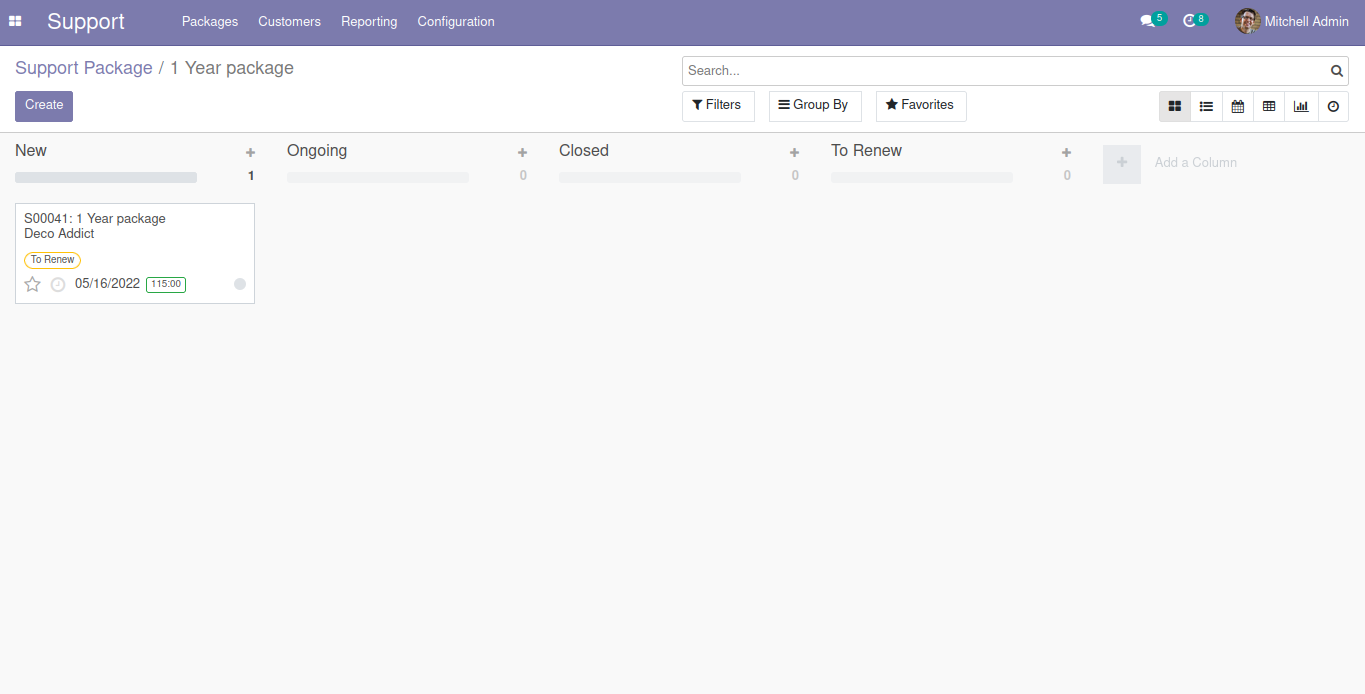 Support Packages Customers Reporting Configuration 5 8 Mitchell Admin
Support Package / 1 Year package
Search...
Create Filters Group By Favorites
New Ongoing Closed To Renew Add a Column
1 0 0 0
S00041: 1 Year package
Deco Addict
To Renew
05/16/2022 115:00